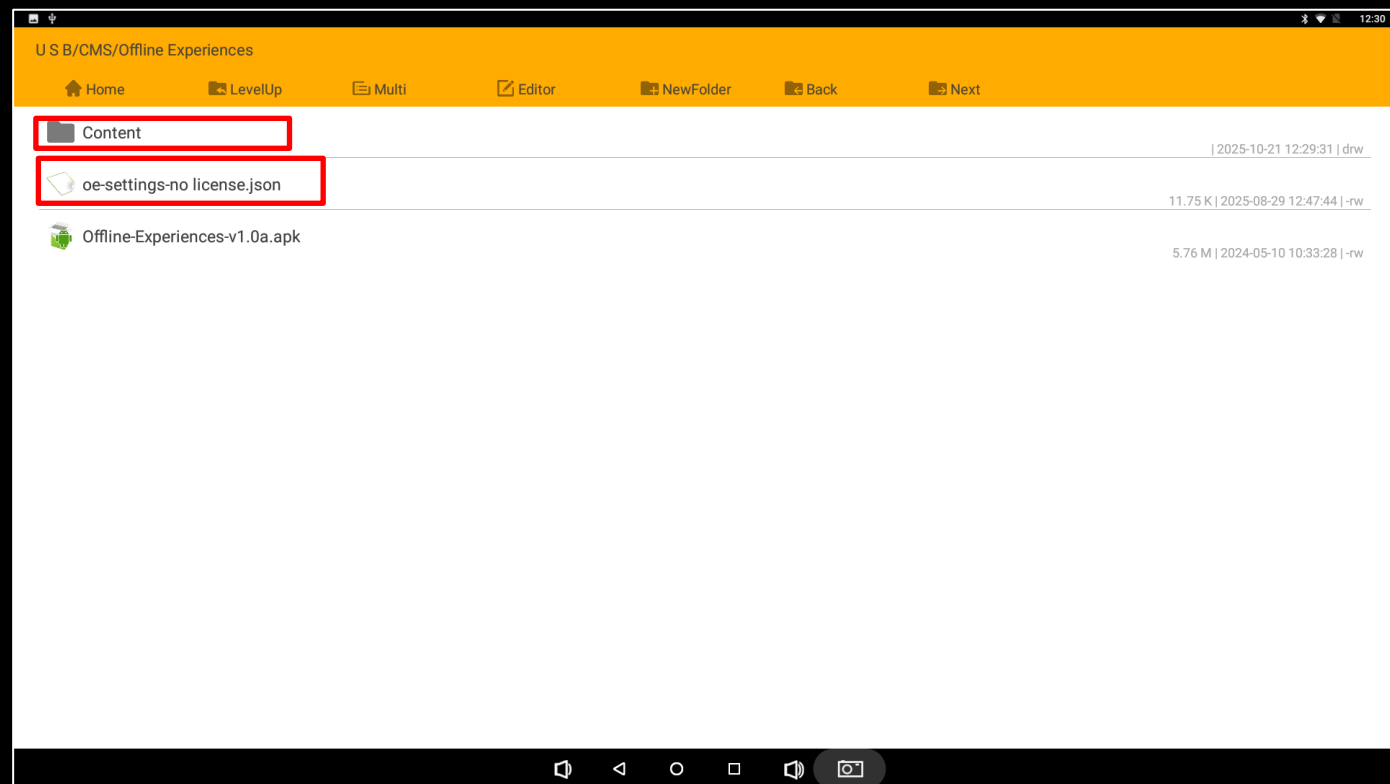 12:30
U S B/CMS/Offline Experiences
Home LevelUp Multi Editor NewFolder Back Next
Content
| 2025-10-21 12:29:31 | drw
oe-settings-no license.json
11.75 K | 2025-08-29 12:47:44 | -rw
Offline-Experiences-v1.0a.apk
5.76 M | 2024-05-10 10:33:28 | -rw